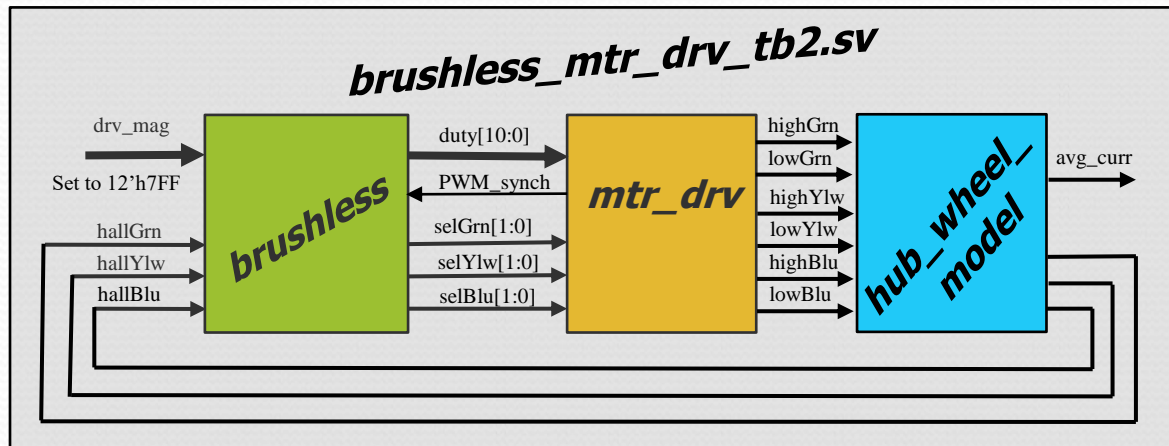 brushless_mtr_drv_tb2.sv
drv_mag
Set to 12'h7FF
hallGrn
hallYlw
hallBlu
brushless
duty[10:0]
PWM_synch
selGrn[1:0]
selYlw[1:0]
selBlu[1:0]
mtr_drv
highGrn
lowGrn
highYlw
lowYlw
highBlu
lowBlu
hub_wheel_
model
avg_curr